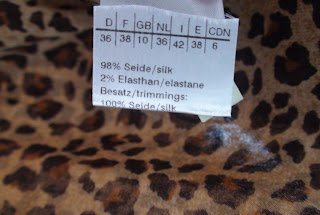 D F GB NL I E CDN
36 38 10 36 42 38 6
98% Seide/silk
2% Elasthan/elastane
Besatz/trimmings:
100% Seide/silk